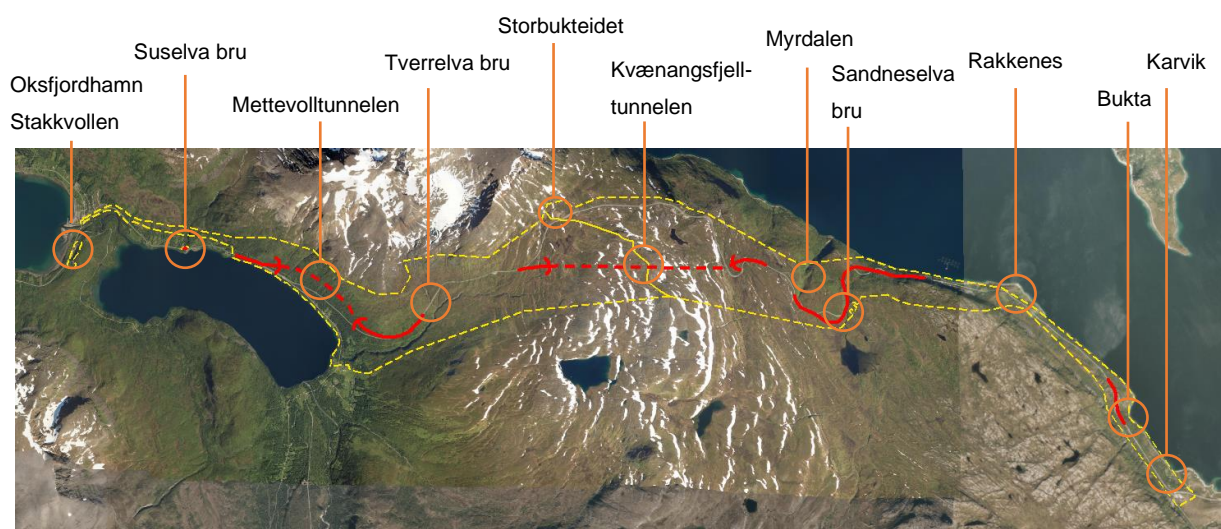 Oksfjordhamn
Stakkvollen
Suselva bru
Mettevolltunnelen
Tverrelva bru
Storbukteidet
Kvænangsfjell-
tunnelen
Myrdalen
Sandneselva
bru
Rakkenes
Bukta
Karvik